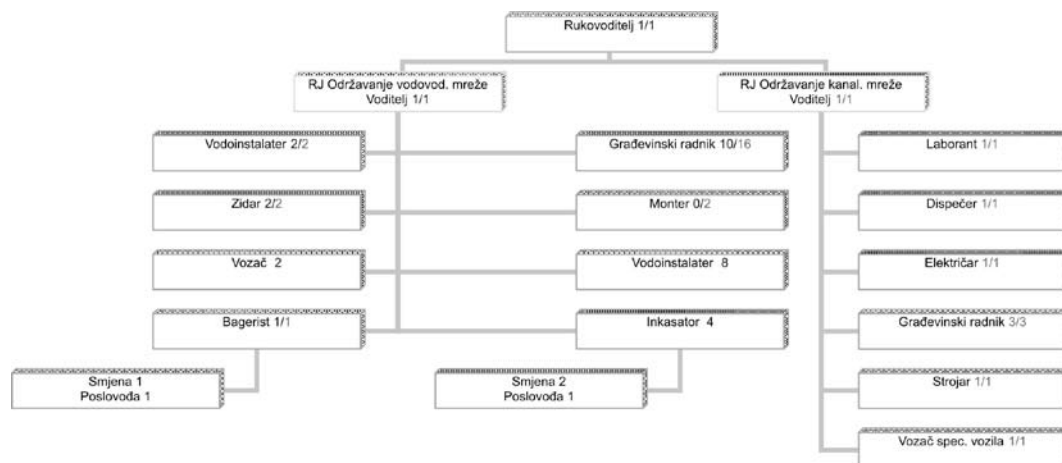 Rukovoditelj 1/1
RJ Održavanje vodovod. mreže
Voditelj 1/1
RJ Održavanje kanal. mreže
Voditelj 1/1
Vodoinstalater 2/2
Građevinski radnik 10/16
Laborant 1/1
Zidar 2/2
Monter 0/2
Dispečer 1/1
Vozač 2
Vodoinstalater 8
Električar 1/1
Bagerist 1/1
Inkasator 4
Građevinski radnik 3/3
Smjena 1
Poslovođa 1
Smjena 2
Poslovođa 1
Strojar 1/1
Vozač spec. vozila 1/1